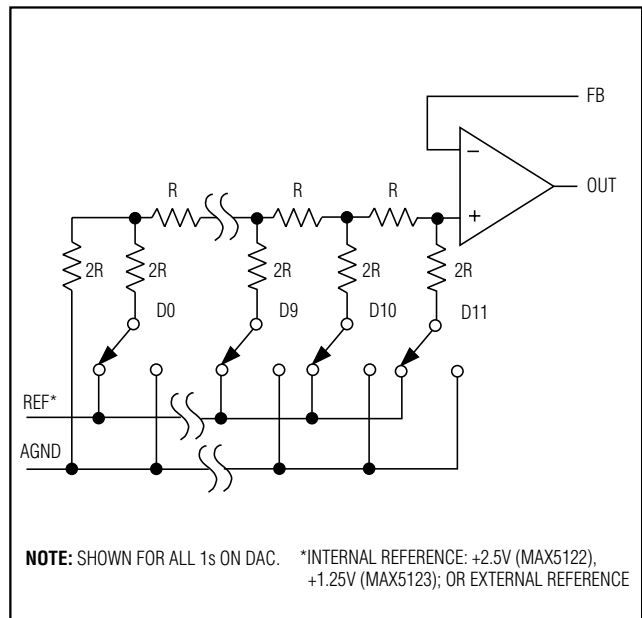 FB
OUT
−
+
R R R
2R 2R 2R 2R 2R
D0 D9 D10 D11
REF*
AGND
NOTE: SHOWN FOR ALL 1s ON DAC. *INTERNAL REFERENCE: +2.5V (MAX5122),
+1.25V (MAX5123); OR EXTERNAL REFERENCE